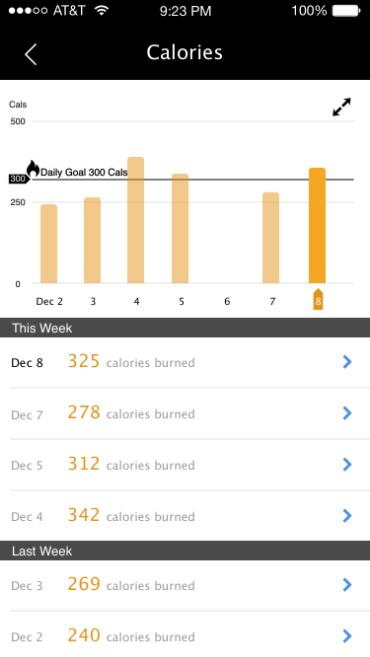 AT&T 9:23 PM 100%
Calories
Cals
500
Daily Goal 300 Cals
300
250
0
Dec 2 3 4 5 6 7 8
This Week
Dec 8 325 calories burned
Dec 7 278 calories burned
Dec 5 312 calories burned
Dec 4 342 calories burned
Last Week
Dec 3 269 calories burned
Dec 2 240 calories burned